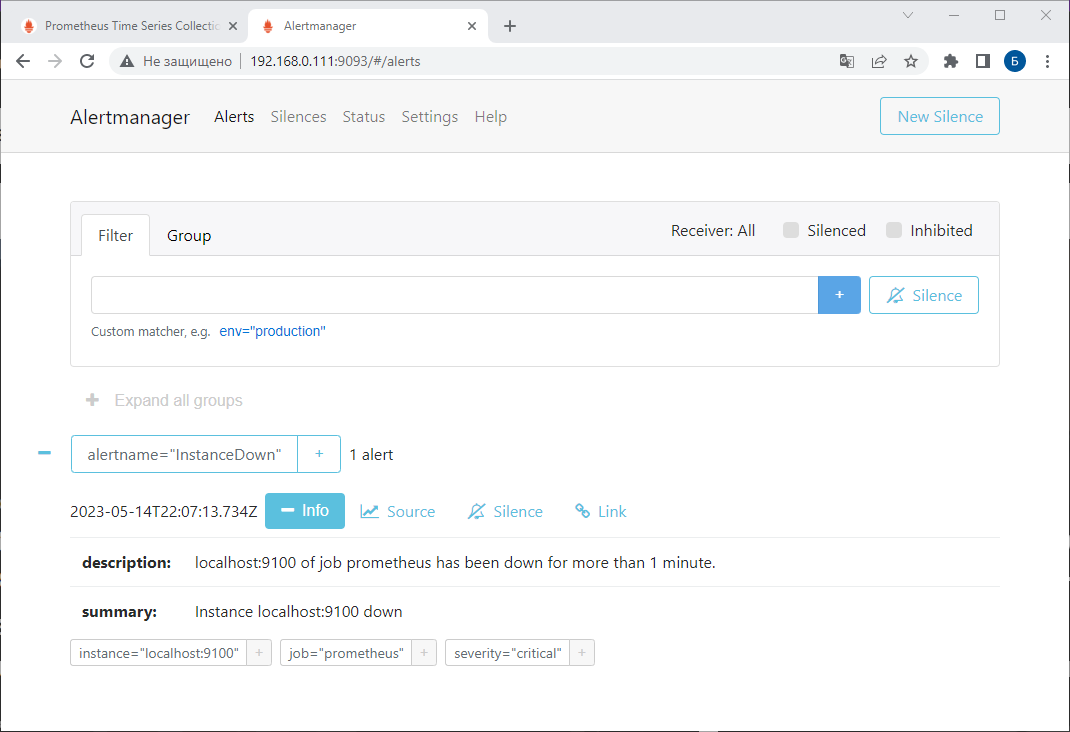 Prometheus Time Series Collectio
Alertmanager
Не защищено 192.168.0.111:9093/#/alerts
Б
Alertmanager Alerts Silences Status Settings Help New Silence
Filter Group Receiver: All Silenced Inhibited
+ Silence
Custom matcher, e.g. env="production"
+ Expand all groups
alertname="InstanceDown" + 1 alert
2023-05-14T22:07:13.734Z Info Source Silence Link
description: localhost:9100 of job prometheus has been down for more than 1 minute.
summary: Instance localhost:9100 down
instance="localhost:9100" + job="prometheus" + severity="critical" +